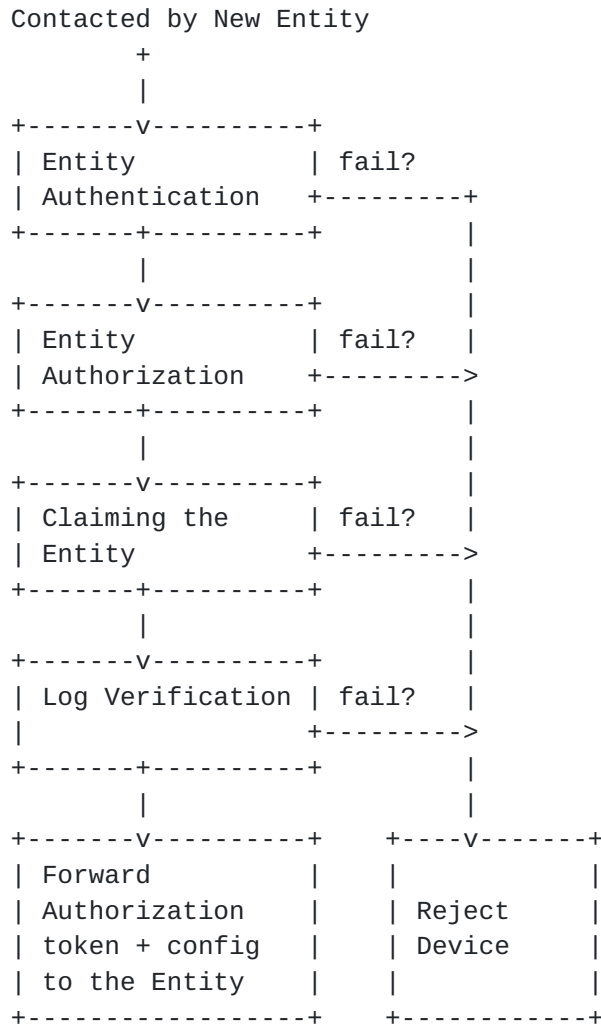 Contacted by New Entity
        +
        |
+-------v----------+
| Entity           | fail?
| Authentication   +---------+
+-------+----------+         |
        |                    |
+-------v----------+         |
| Entity           | fail?   |
| Authorization    +--------->
+-------+----------+         |
        |                    |
+-------v----------+         |
| Claiming the     | fail?   |
| Entity           +--------->
+-------+----------+         |
        |                    |
+-------v----------+         |
| Log Verification | fail?   |
|                  +--------->
+-------+----------+         |
        |                    |
+-------v----------+    +----v-------+
| Forward          |    |            |
| Authorization    |    | Reject     |
| token + config   |    | Device     |
| to the Entity    |    |            |
+------------------+    +------------+